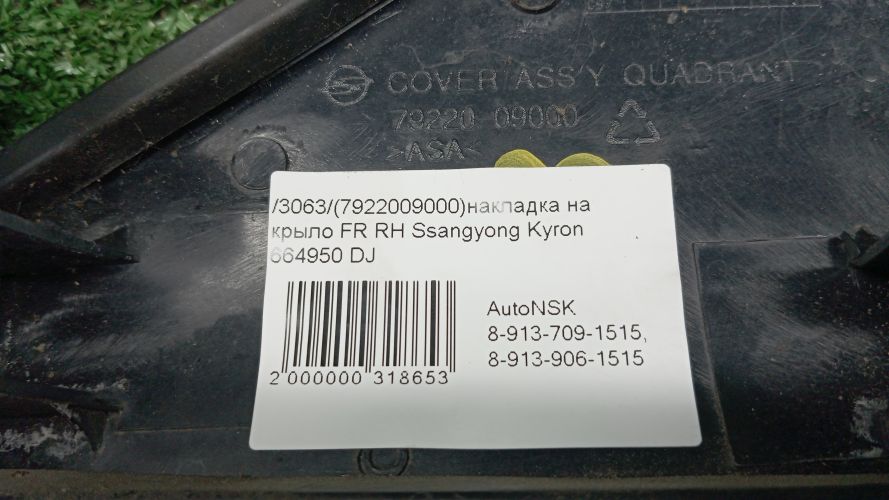 COVER ASS'Y QUADRANT
79220 09000
>ASA<
/3063/(7922009000)накладка на
крыло FR RH Ssangyong Kyron
664950 DJ
AutoNSK
8-913-709-1515,
8-913-906-1515
2 000000 318653